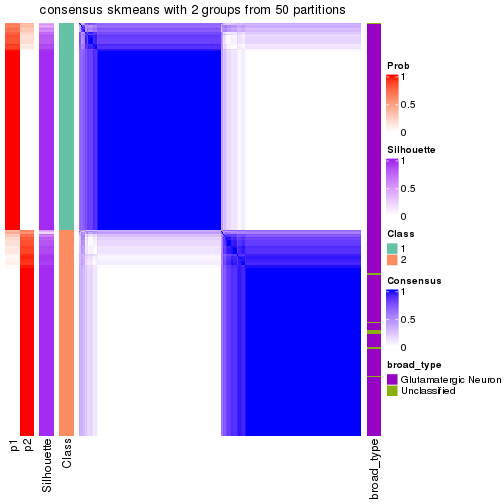 consensus skmeans with 2 groups from 50 partitions
Prob
1
0.5
0
Silhouette
1
0.5
0
Class
1
2
Consensus
1
0.5
0
broad_type
Glutamatergic Neuron
Unclassified
p1
p2
Silhouette
Class
broad_type